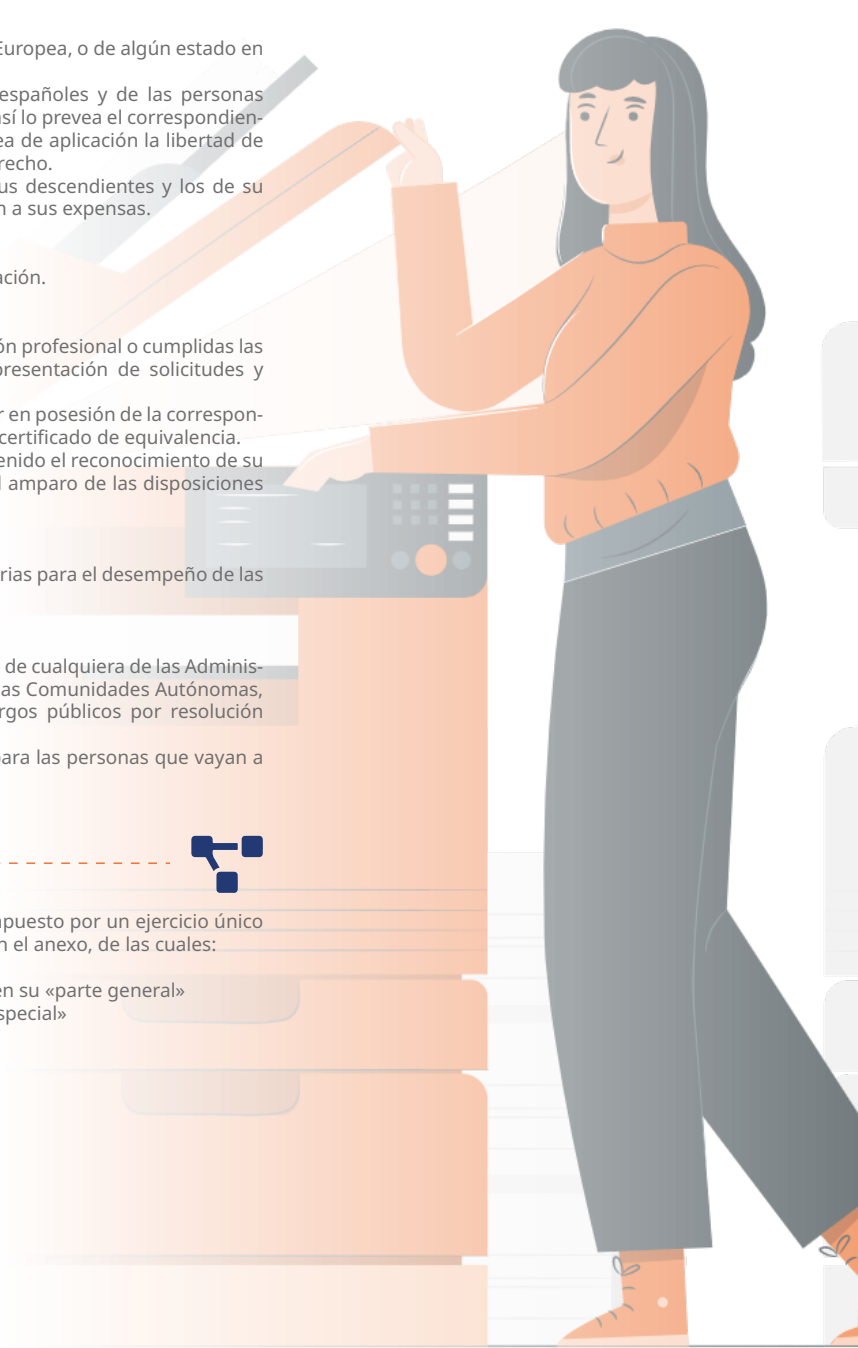 Europea, o de algún estado en
españoles y de las personas
sí lo prevea el correspondien-
ea de aplicación la libertad de
recho.
us descendientes y los de su
n a sus expensas.
ación.
ón profesional o cumplidas las
presentación de solicitudes y
r en posesión de la correspon-
certificado de equivalencia.
enido el reconocimiento de su
l amparo de las disposiciones
rias para el desempeño de las
de cualquiera de las Adminis-
as Comunidades Autónomas,
rgos públicos por resolución
para las personas que vayan a
puesto por un ejercicio único
n el anexo, de las cuales:
en su «parte general»
special»